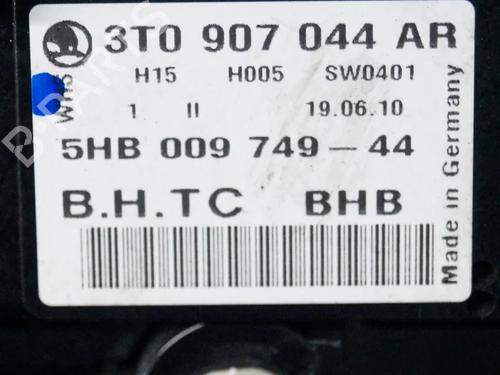 3T0 907 044 AR
H15 H005 SW0401
1 II 19.06.10
5HB 009 749-44
B.H.TC BHB
Made in Germany
B-PARTS